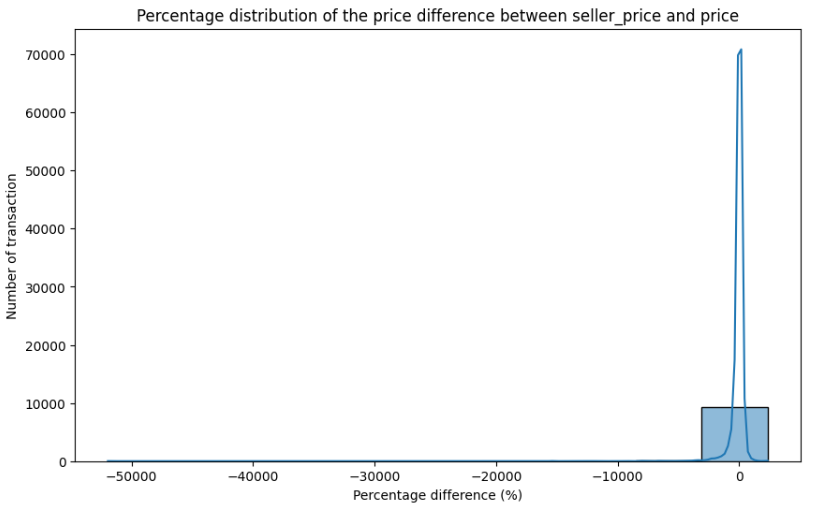 Percentage distribution of the price difference between seller_price and price
70000
60000
50000
40000
30000
20000
10000
0
Number of transaction
−50000 −40000 −30000 −20000 −10000 0
Percentage difference (%)